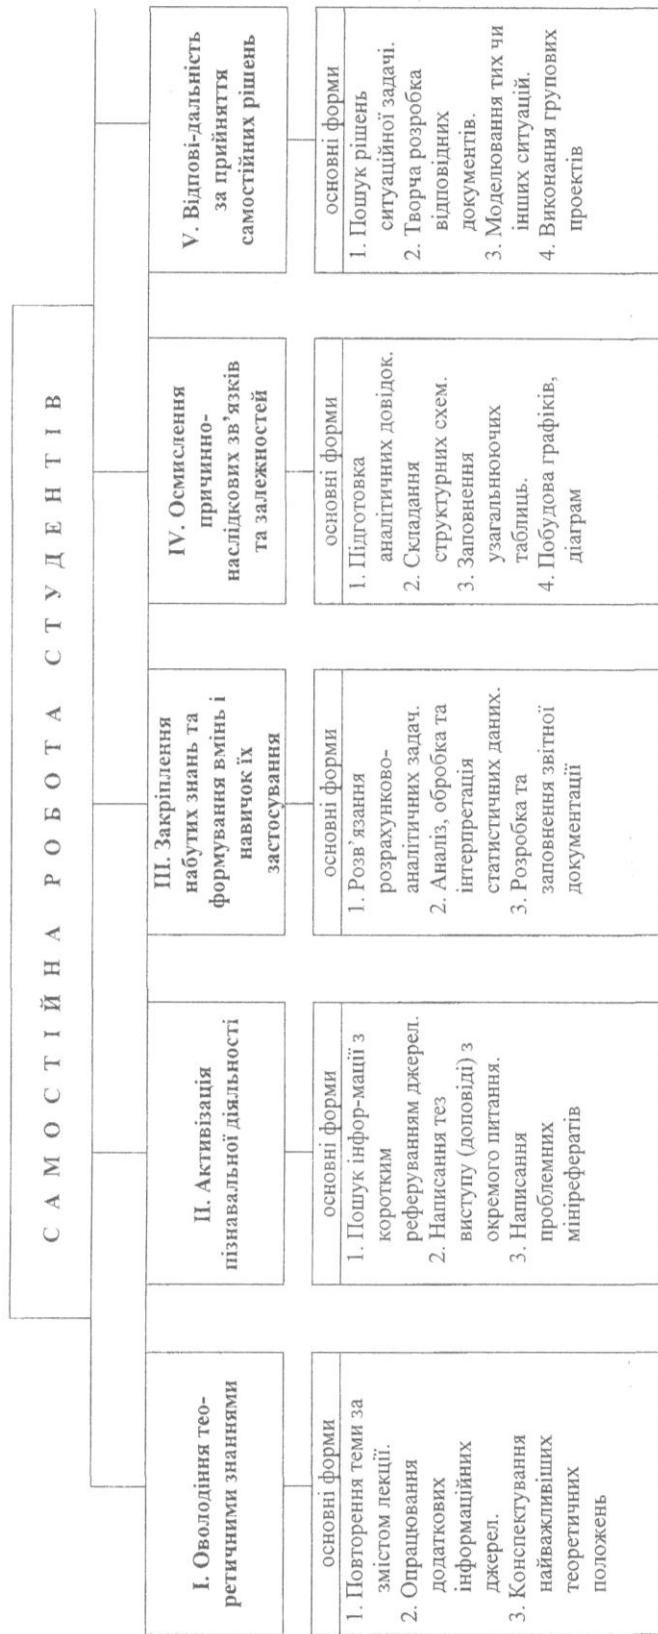 САМОСТІЙНА РОБОТА СТУДЕНТІВ
І. Оволодіння тео-
ретичними знаннями
основні форми
1. Повторення теми за
змістом лекції.
2. Опрацювання
додаткових
інформаційних
джерел.
3. Конспектування
найважливіших
теоретичних
положень
ІІ. Активізація
пізнавальної діяльності
основні форми
1. Пошук інфор-мації з
коротким
реферуванням джерел.
2. Написання тез
виступу (доповіді) з
окремого питання.
3. Написання
проблемних
мінірефератів
ІІІ. Закріплення
набутих знань та
формування вмінь і
навичок їх
застосування
основні форми
1. Розв’язання
розрахунково-
аналітичних задач.
2. Аналіз, обробка та
інтерпретація
статистичних даних.
3. Розробка та
заповнення звітної
документації
IV. Осмислення
причинно-
наслідкових зв’язків
та залежностей
основні форми
1. Підготовка
аналітичних довідок.
2. Складання
структурних схем.
3. Заповнення
узагальнюючих
таблиць.
4. Побудова графіків,
діаграм
V. Відпові-дальність
за прийняття
самостійних рішень
основні форми
1. Пошук рішень
ситуаційної задачі.
2. Творча розробка
відповідних
документів.
3. Моделювання тих чи
інших ситуацій.
4. Виконання групових
проектів